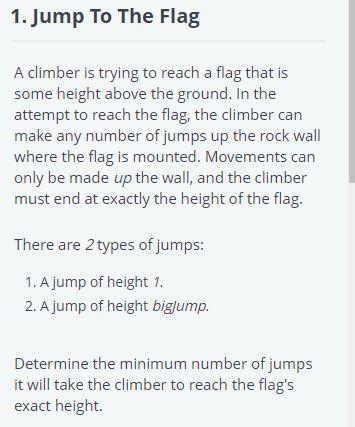 1. Jump To The Flag
A climber is trying to reach a flag that is
some height above the ground. In the
attempt to reach the flag, the climber can
make any number of jumps up the rock wall
where the flag is mounted. Movements can
only be made up the wall, and the climber
must end at exactly the height of the flag.
There are 2 types of jumps:
1. A jump of height 1.
2. A jump of height bigJump.
Determine the minimum number of jumps
it will take the climber to reach the flag's
exact height.